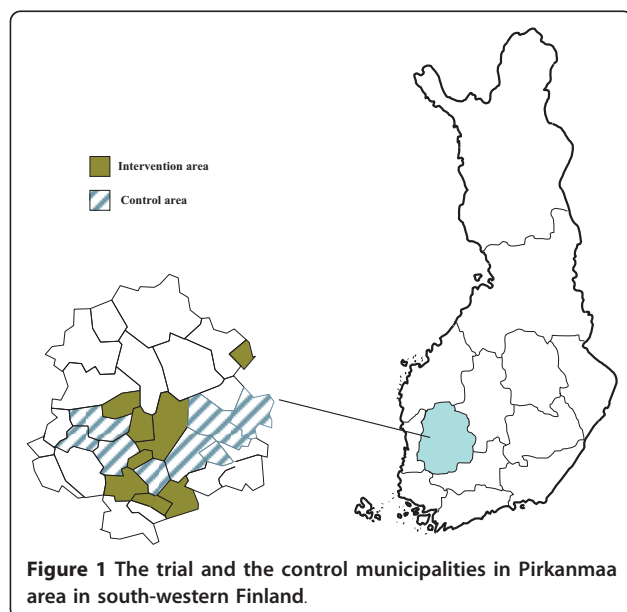 Intervention area
Control area
Figure 1 The trial and the control municipalities in Pirkanmaa
area in south-western Finland.